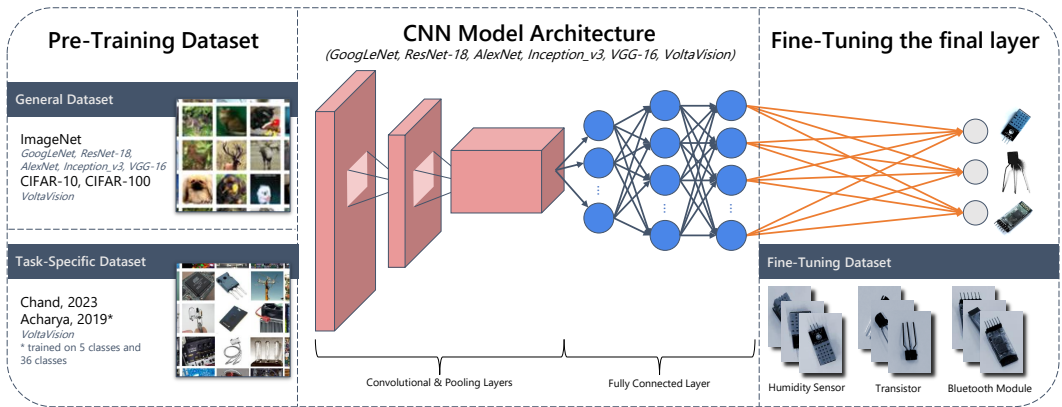 Pre-Training Dataset
General Dataset
ImageNet
GoogLeNet, ResNet-18,
AlexNet, Inception_v3, VGG-16
CIFAR-10, CIFAR-100
VoltaVision
Task-Specific Dataset
Chand, 2023
Acharya, 2019*
VoltaVision
* trained on 5 classes and
36 classes
CNN Model Architecture
(GoogLeNet, ResNet-18, AlexNet, Inception_v3, VGG-16, VoltaVision)
Convolutional & Pooling Layers
Fully Connected Layer
Fine-Tuning the final layer
Fine-Tuning Dataset
Humidity Sensor
Transistor
Bluetooth Module